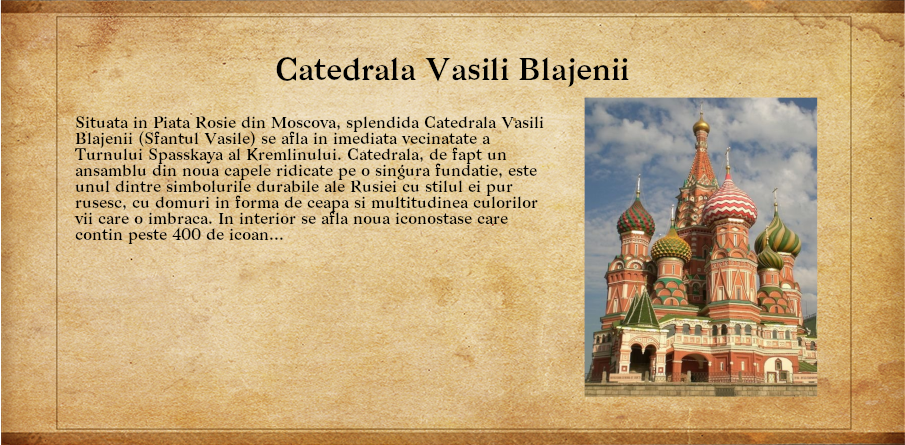 Catedrala Vasili Blajenii
Situata in Piata Rosie din Moscova, splendida Catedrala Vasili
Blajenii (Sfantul Vasile) se afla in imediata vecinatate a
Turnului Spasskaya al Kremlinului. Catedrala, de fapt un
ansamblu din noua capele ridicate pe o singura fundatie, este
unul dintre simbolurile durabile ale Rusiei cu stilul ei pur
rusesc, cu domuri in forma de ceapa si multitudinea culorilor
vii care o imbraca. In interior se afla noua iconostase care
contin peste 400 de icoan...